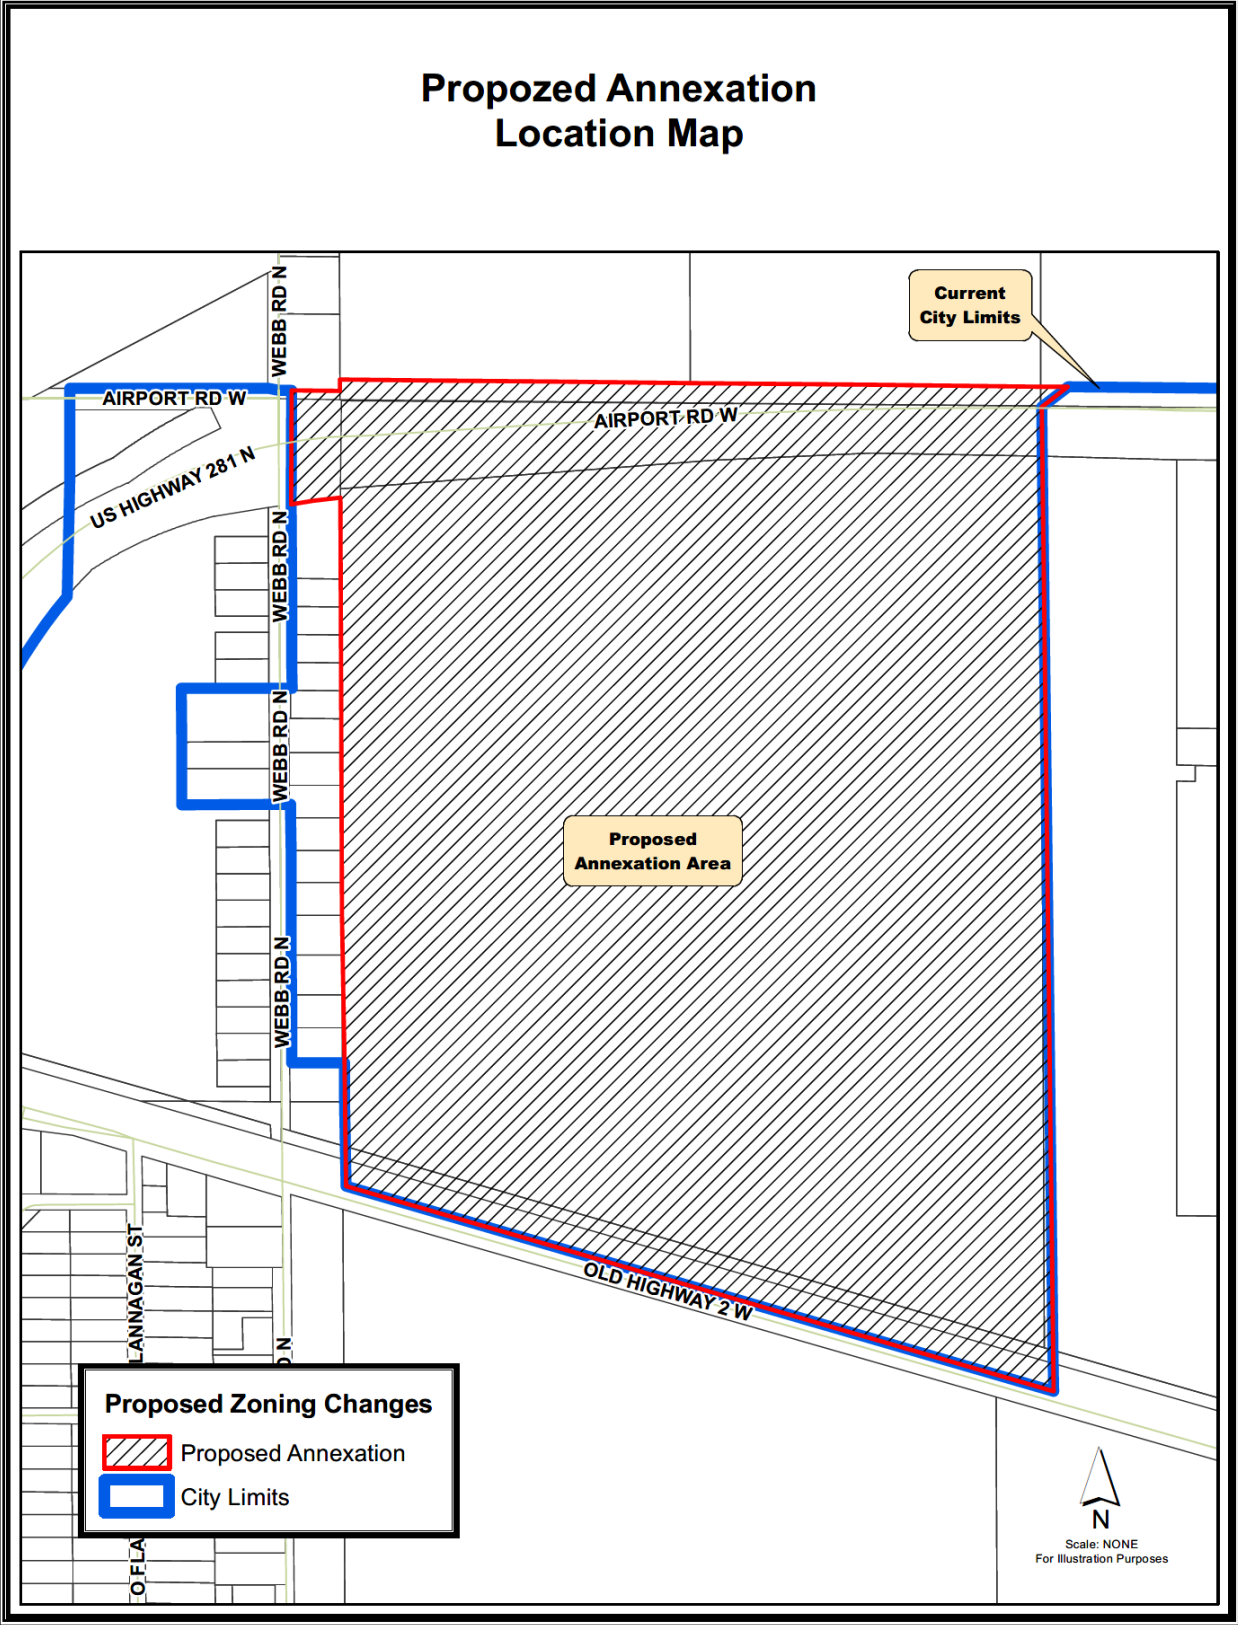 Propozed Annexation
Location Map
WEBB RD N
Current
City Limits
AIRPORT RD W
AIRPORT RD W
US HIGHWAY 281 N
WEBB RD N
WEBB RD N
Proposed
Annexation Area
WEBB RD N
OLD HIGHWAY 2 W
LANNAGAN ST
D N
Proposed Zoning Changes
Proposed Annexation
City Limits
O FLA
N
Scale: NONE
For Illustration Purposes